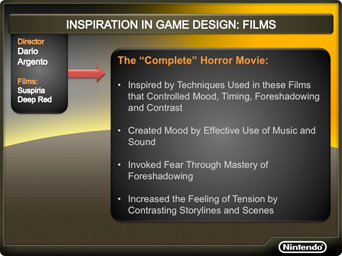 INSPIRATION IN GAME DESIGN: FILMS
Director
Dario
Argento
Films:
Suspiria
Deep Red
The “Complete” Horror Movie:
• Inspired by Techniques Used in these Films
that Controlled Mood, Timing, Foreshadowing
and Contrast
• Created Mood by Effective Use of Music and
Sound
• Invoked Fear Through Mastery of
Foreshadowing
• Increased the Feeling of Tension by
Contrasting Storylines and Scenes
Nintendo